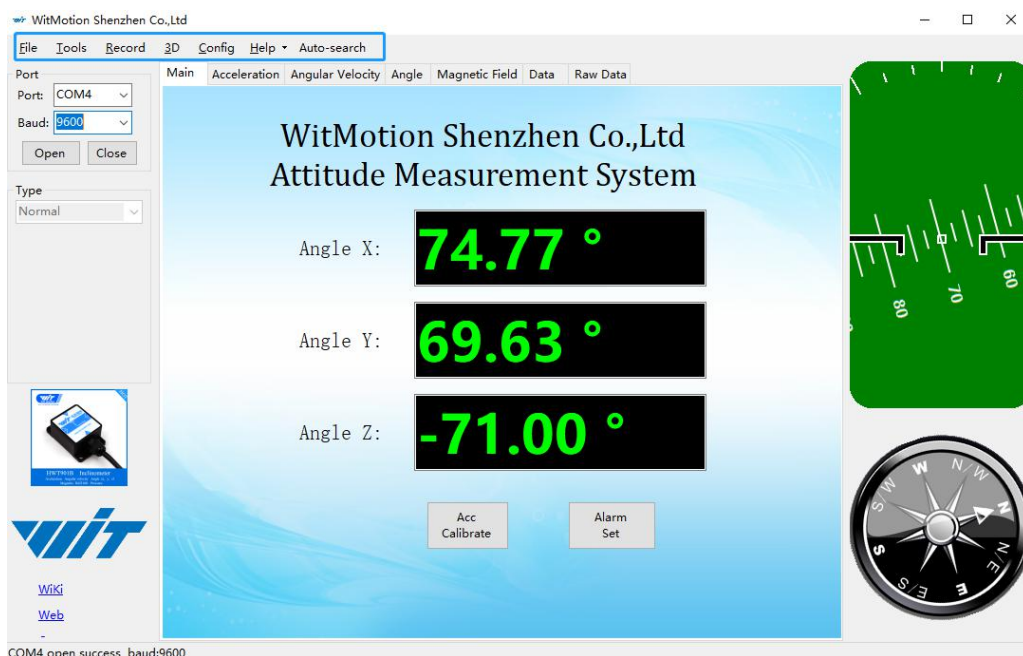 WitMotion Shenzhen Co.,Ltd
File Tools Record 3D Config Help Auto-search
Port
Port: COM4
Baud: 9600
Open Close
Type
Normal
WiKi
Web
Main Acceleration Angular Velocity Angle Magnetic Field Data Raw Data
WitMotion Shenzhen Co.,Ltd
Attitude Measurement System
Angle X: 74.77 °
Angle Y: 69.63 °
Angle Z: -71.00 °
Acc
Calibrate
Alarm
Set
80 70 60
W
N/W
N
N/E
E
E/S
S
S/W
HWT901B Inclinometer
WiT
COM4 open success baud:9600